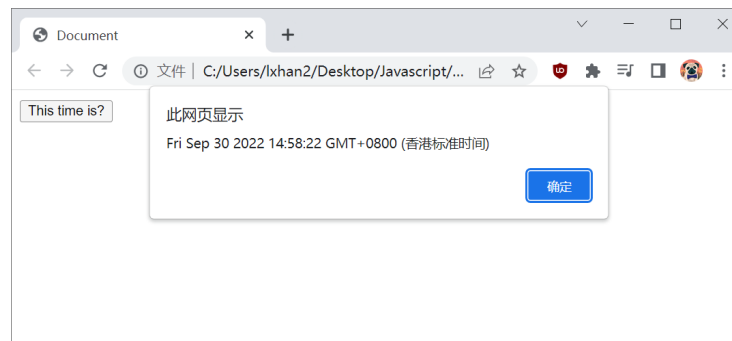 Document
文件 | C:/Users/lxhan2/Desktop/Javascript/...
This time is?
此网页显示
Fri Sep 30 2022 14:58:22 GMT+0800 (香港标准时间)
确定